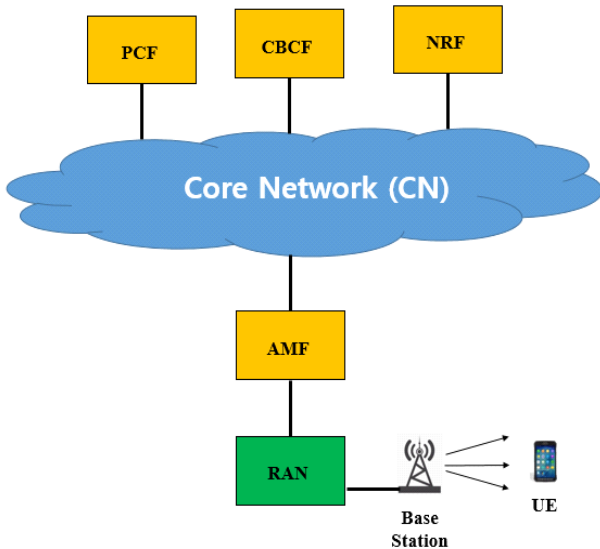 PCF
CBCF
NRF
Core Network (CN)
AMF
RAN
Base
Station
UE